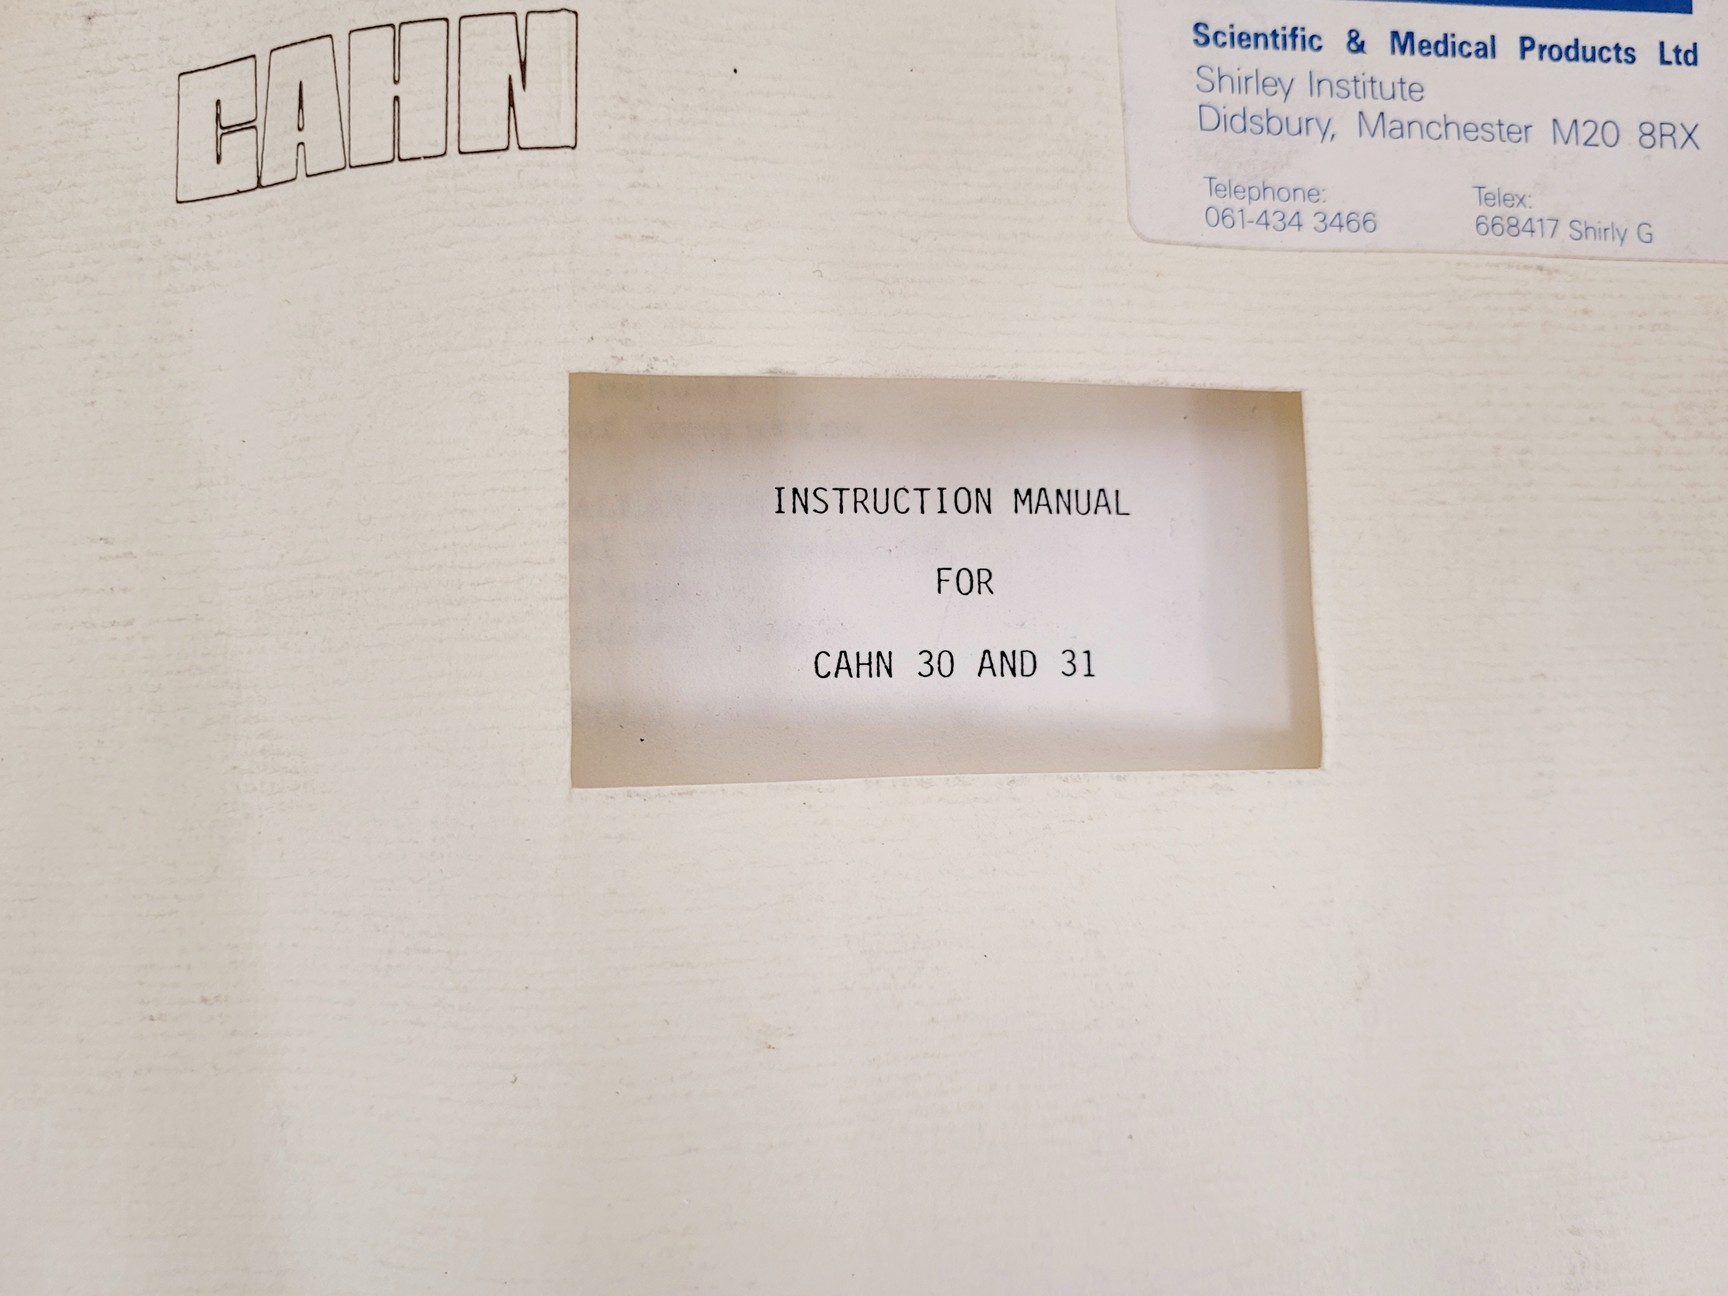 CAHN
Scientific & Medical Products Ltd
Shirley Institute
Didsbury, Manchester M20 8RX
Telephone:
061-434 3466
Telex:
668417 Shirly G
INSTRUCTION MANUAL
FOR
CAHN 30 AND 31